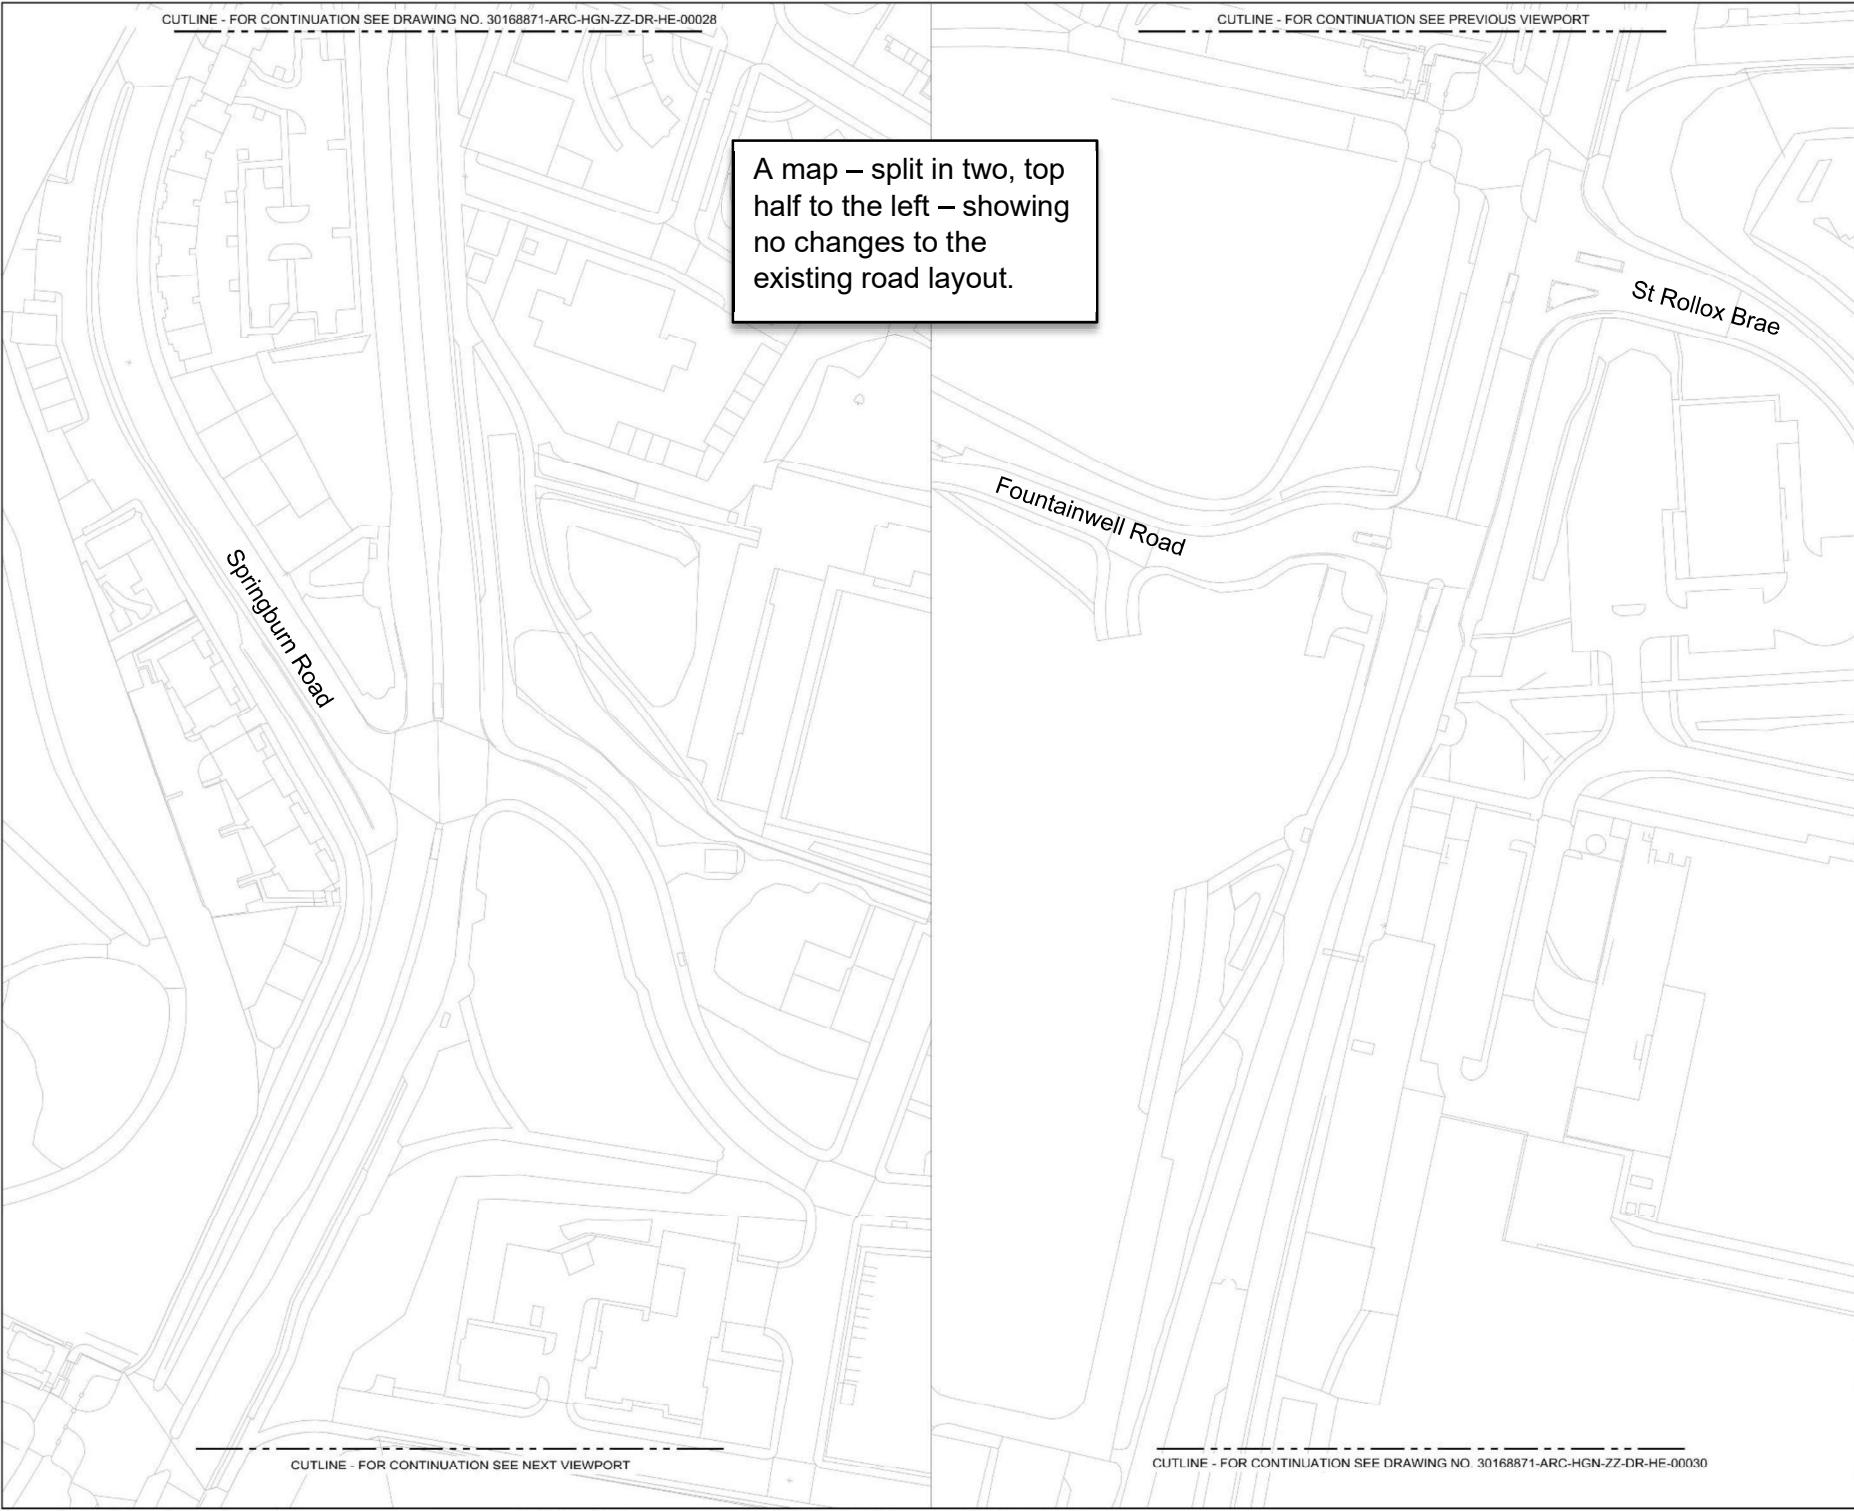 CUTLINE - FOR CONTINUATION SEE DRAWING NO. 30168871-ARC-HGN-ZZ-DR-HE-00028
CUTLINE - FOR CONTINUATION SEE PREVIOUS VIEWPORT
A map – split in two, top
half to the left – showing
no changes to the
existing road layout.
St Rollox Brae
Fountainwell Road
Springburn Road
CUTLINE - FOR CONTINUATION SEE NEXT VIEWPORT
CUTLINE - FOR CONTINUATION SEE DRAWING NO. 30168871-ARC-HGN-ZZ-DR-HE-00030